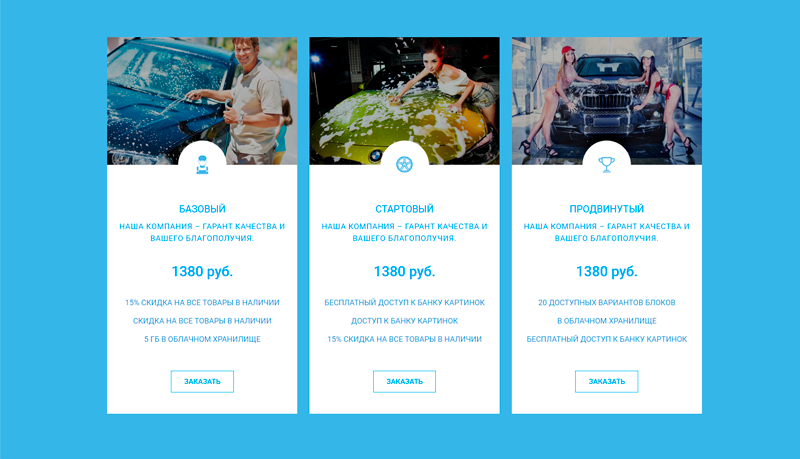 БАЗОВЫЙ
НАША КОМПАНИЯ – ГАРАНТ КАЧЕСТВА И
ВАШЕГО БЛАГОПОЛУЧИЯ.
1380 руб.
15% СКИДКА НА ВСЕ ТОВАРЫ В НАЛИЧИИ
СКИДКА НА ВСЕ ТОВАРЫ В НАЛИЧИИ
5 ГБ В ОБЛАЧНОМ ХРАНИЛИЩЕ
ЗАКАЗАТЬ
СТАРТОВЫЙ
НАША КОМПАНИЯ – ГАРАНТ КАЧЕСТВА И
ВАШЕГО БЛАГОПОЛУЧИЯ.
1380 руб.
БЕСПЛАТНЫЙ ДОСТУП К БАНКУ КАРТИНОК
ДОСТУП К БАНКУ КАРТИНОК
15% СКИДКА НА ВСЕ ТОВАРЫ В НАЛИЧИИ
ЗАКАЗАТЬ
ПРОДВИНУТЫЙ
НАША КОМПАНИЯ – ГАРАНТ КАЧЕСТВА И
ВАШЕГО БЛАГОПОЛУЧИЯ.
1380 руб.
20 ДОСТУПНЫХ ВАРИАНТОВ БЛОКОВ
В ОБЛАЧНОМ ХРАНИЛИЩЕ
БЕСПЛАТНЫЙ ДОСТУП К БАНКУ КАРТИНОК
ЗАКАЗАТЬ